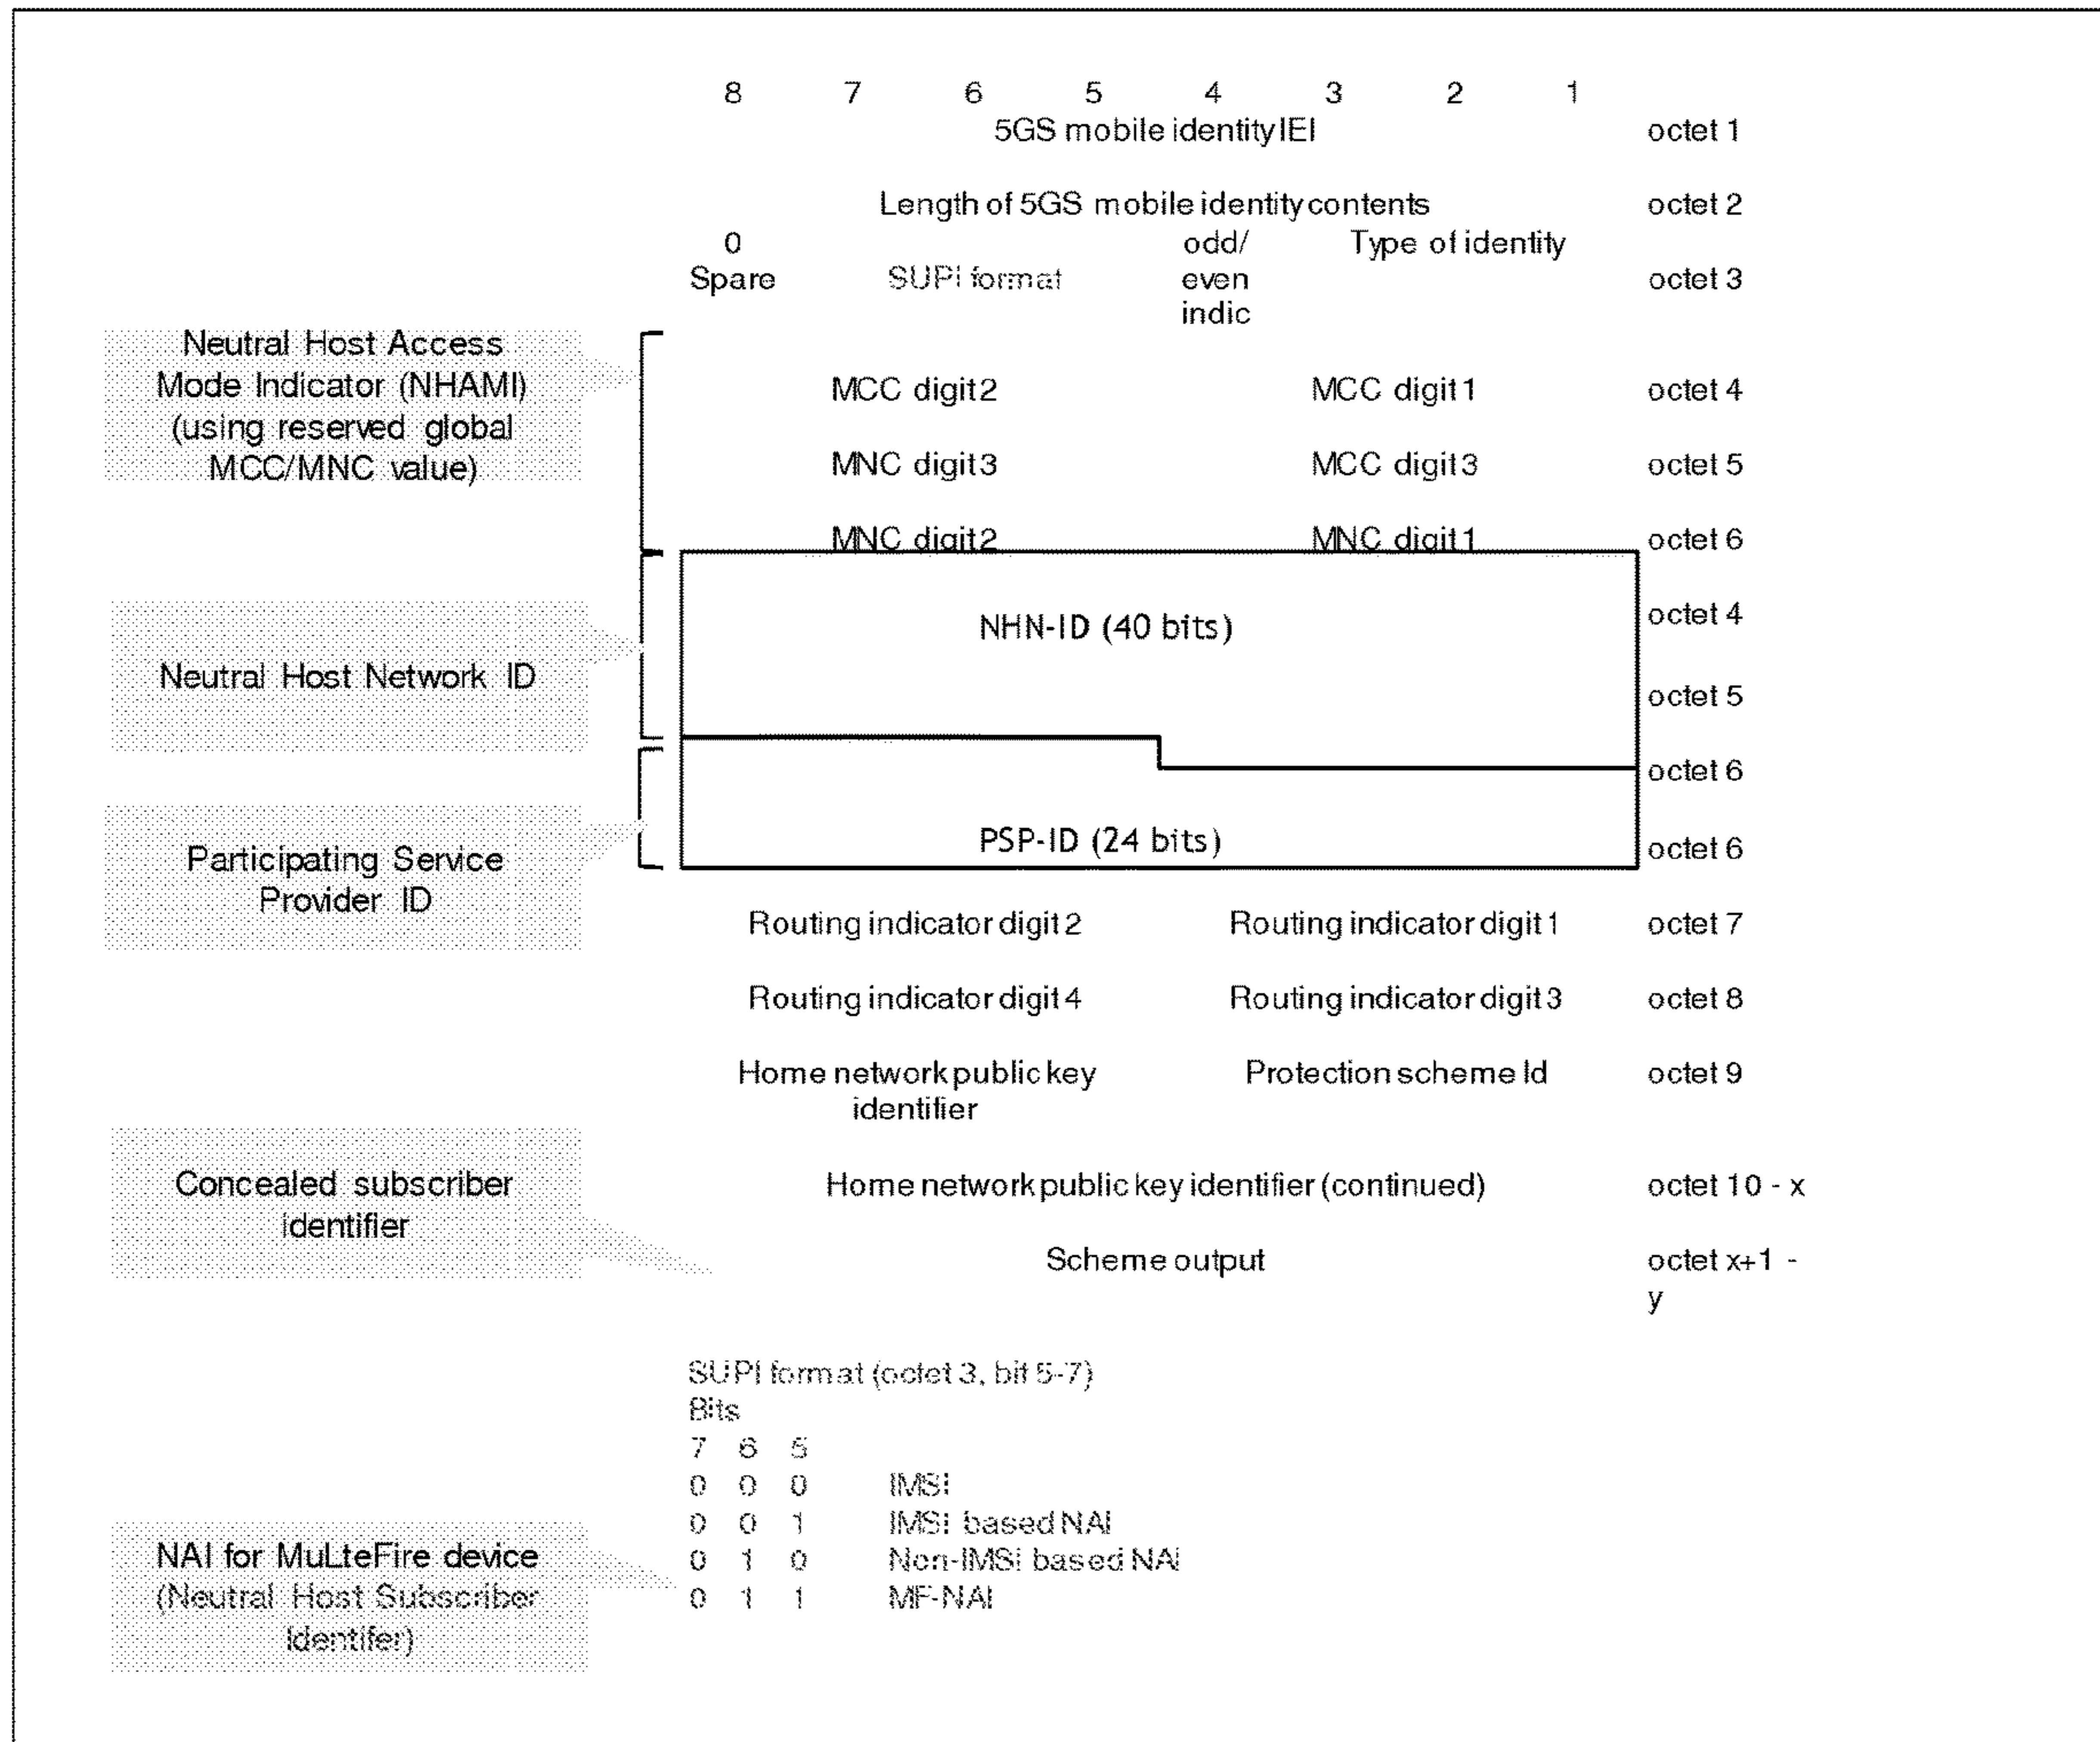 8 7 6 5 4 3 2 1
5GS mobile identity IEI octet 1
Length of 5GS mobile identity contents octet 2
0 odd/ Type of identity
Spare SUPI format even octet 3
indic
Neutral Host Access
Mode Indicator (NHAMI)
(using reserved global
MCC/MNC value)
MCC digit 2 MCC digit 1 octet 4
MNC digit 3 MCC digit 3 octet 5
MNC digit 2 MNC digit 1 octet 6
NHN-ID (40 bits) octet 4
Neutral Host Network ID
octet 5
octet 6
PSP-ID (24 bits) octet 6
Participating Service
Provider ID
Routing indicator digit 2 Routing indicator digit 1 octet 7
Routing indicator digit 4 Routing indicator digit 3 octet 8
Home network public key Protection scheme Id octet 9
identifier
Concealed subscriber
identifier
Home network public key identifier (continued) octet 10 - x
Scheme output octet x+1 -
y
SUPI format (octet 3, bit 5-7)
Bits
7 6 5
0 0 0 IMSI
0 0 1 IMSI based NAI
0 1 0 Non-IMSI based NAI
0 1 1 MF-NAI
NAI for MuLteFire device
(Neutral Host Subscriber
Identifer)